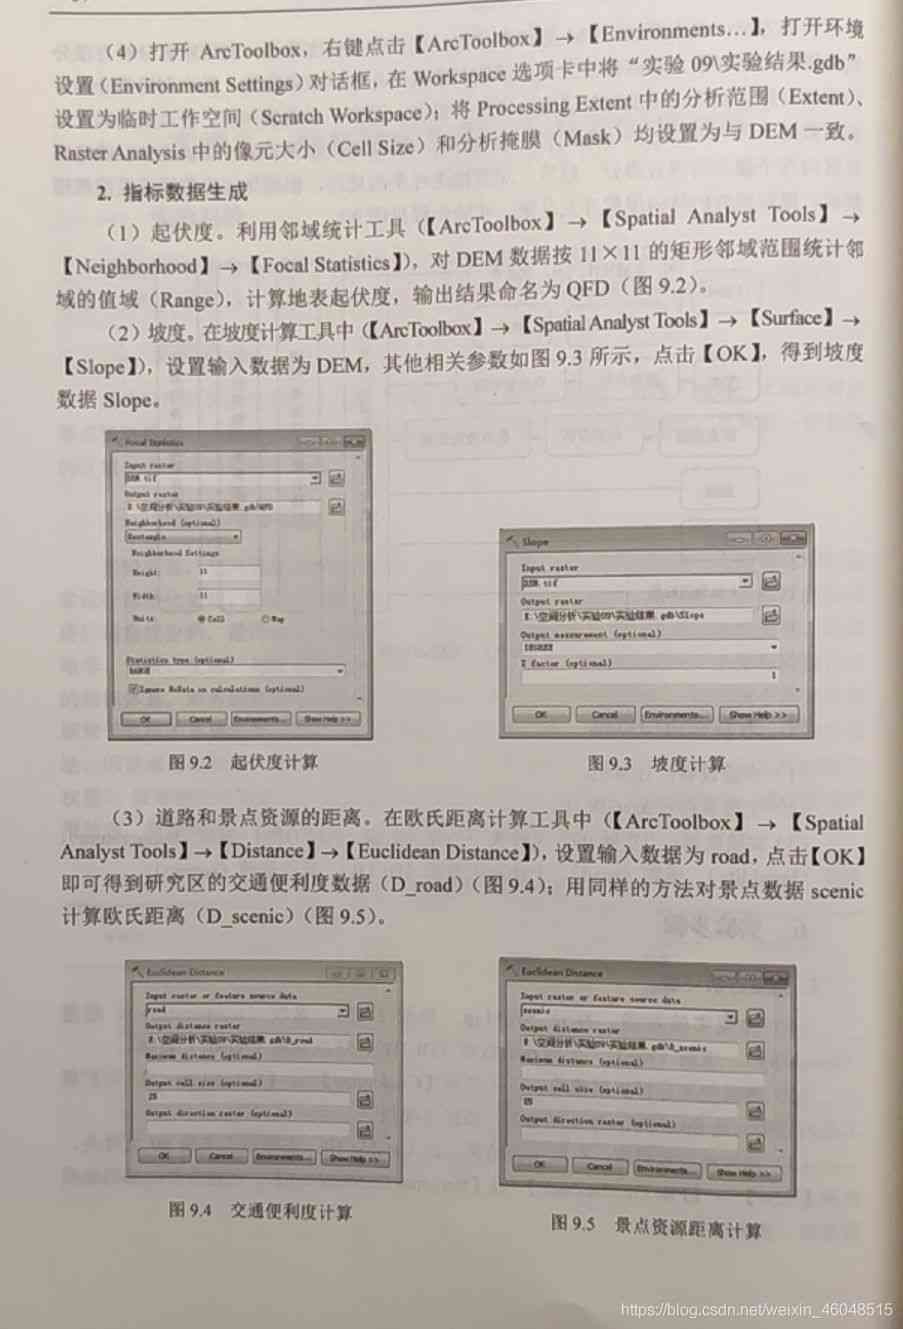 （4）打开 ArcToolbox，右键点击【ArcToolbox】→【Environments…】，打开环境
设置（Environment Settings）对话框，在 Workspace 选项卡中将“实验 09\实验结果.gdb”
设置为临时工作空间（Scratch Workspace）；将 Processing Extent 中的分析范围（Extent）、
Raster Analysis 中的像元大小（Cell Size）和分析掩膜（Mask）均设置为与 DEM 一致。
2. 指标数据生成
（1）起伏度。利用邻域统计工具（【ArcToolbox】→【Spatial Analyst Tools】→
【Neighborhood】→【Focal Statistics】），对 DEM 数据按 11×11 的矩形邻域范围统计邻
域的值域（Range），计算地表起伏度，输出结果命名为 QFD（图 9.2）。
（2）坡度。在坡度计算工具中（【ArcToolbox】→【Spatial Analyst Tools】→【Surface】→
【Slope】），设置输入数据为 DEM，其他相关参数如图 9.3 所示，点击【OK】，得到坡度
数据 Slope。
Focal Statistics
Input raster
DEM.tif
Output raster
E:\空间分析\实验09\实验结果.gdb\QFD
Neighborhood (optional)
Rectangle
Neighborhood Settings
Height: 11
Width: 11
Units: Cell Map
Statistics type (optional)
RANGE
Ignore NoData in calculations (optional)
OK Cancel Environments... Show Help >>
图 9.2 起伏度计算
Slope
Input raster
DEM.tif
Output raster
E:\空间分析\实验09\实验结果.gdb\Slope
Output measurement (optional)
DEGREE
Z factor (optional)
1
OK Cancel Environments... Show Help >>
图 9.3 坡度计算
（3）道路和景点资源的距离。在欧氏距离计算工具中（【ArcToolbox】→【Spatial
Analyst Tools】→【Distance】→【Euclidean Distance】），设置输入数据为 road，点击【OK】
即可得到研究区的交通便利度数据（D_road）（图 9.4）；用同样的方法对景点数据 scenic
计算欧氏距离（D_scenic）（图 9.5）。
Euclidean Distance
Input raster or feature source data
road
Output distance raster
E:\空间分析\实验09\实验结果.gdb\D_road
Maximum distance (optional)
Output cell size (optional)
25
Output direction raster (optional)
OK Cancel Environments... Show Help >>
图 9.4 交通便利度计算
Euclidean Distance
Input raster or feature source data
scenic
Output distance raster
E:\空间分析\实验09\实验结果.gdb\D_scenic
Maximum distance (optional)
Output cell size (optional)
25
Output direction raster (optional)
OK Cancel Environments... Show Help >>
图 9.5 景点资源距离计算
https://blog.csdn.net/weixin_46048515